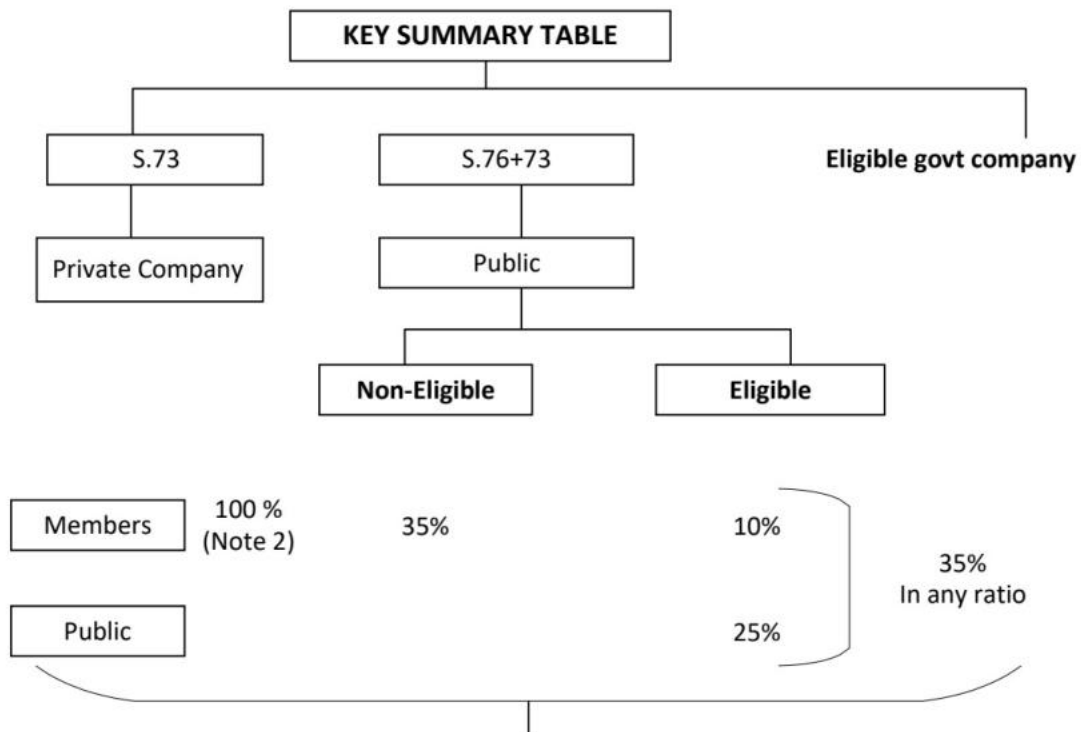 KEY SUMMARY TABLE
S.73
S.76+73
Eligible govt company
Private Company
Public
Non-Eligible
Eligible
Members
100 %
(Note 2)
35%
10%
35%
In any ratio
Public
25%